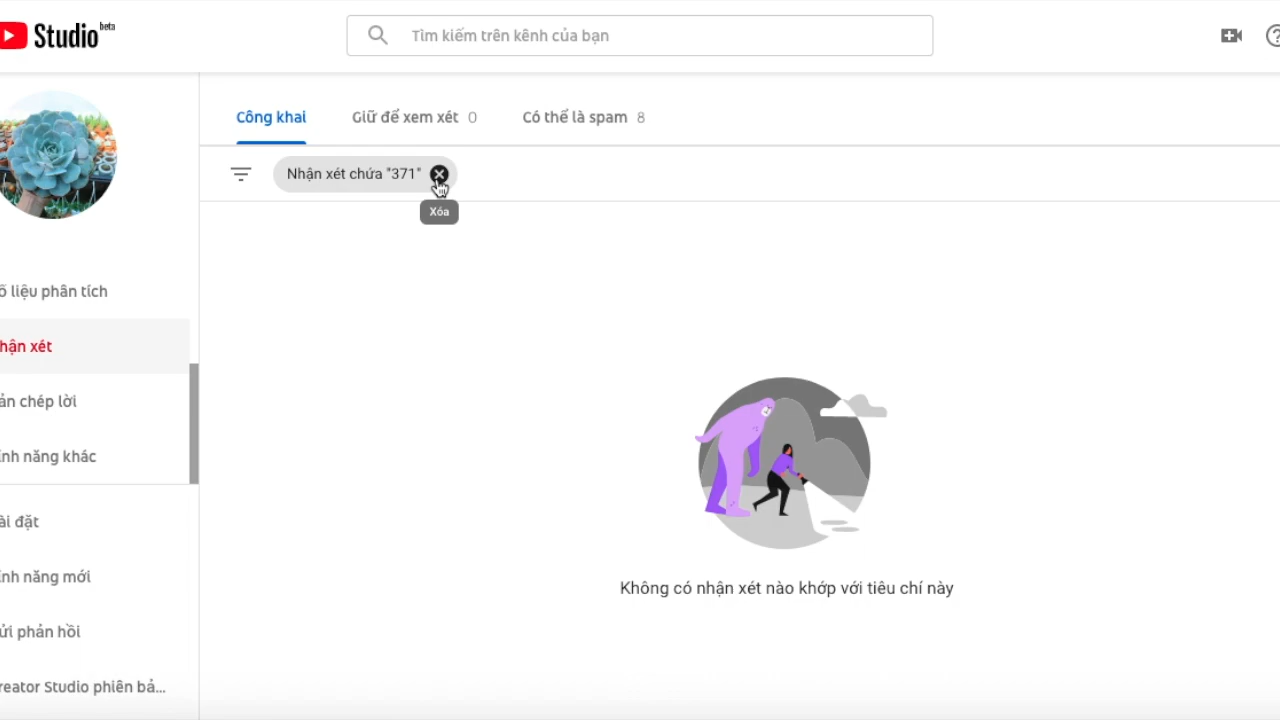 Studio beta
Tìm kiếm trên kênh của bạn
Công khai
Giữ để xem xét 0
Có thể là spam 8
Nhận xét chứa "371"
Xóa
ố liệu phân tích
hận xét
ản chép lời
ính năng khác
ài đặt
ính năng mới
ửi phản hồi
reator Studio phiên bả...
Không có nhận xét nào khớp với tiêu chí này